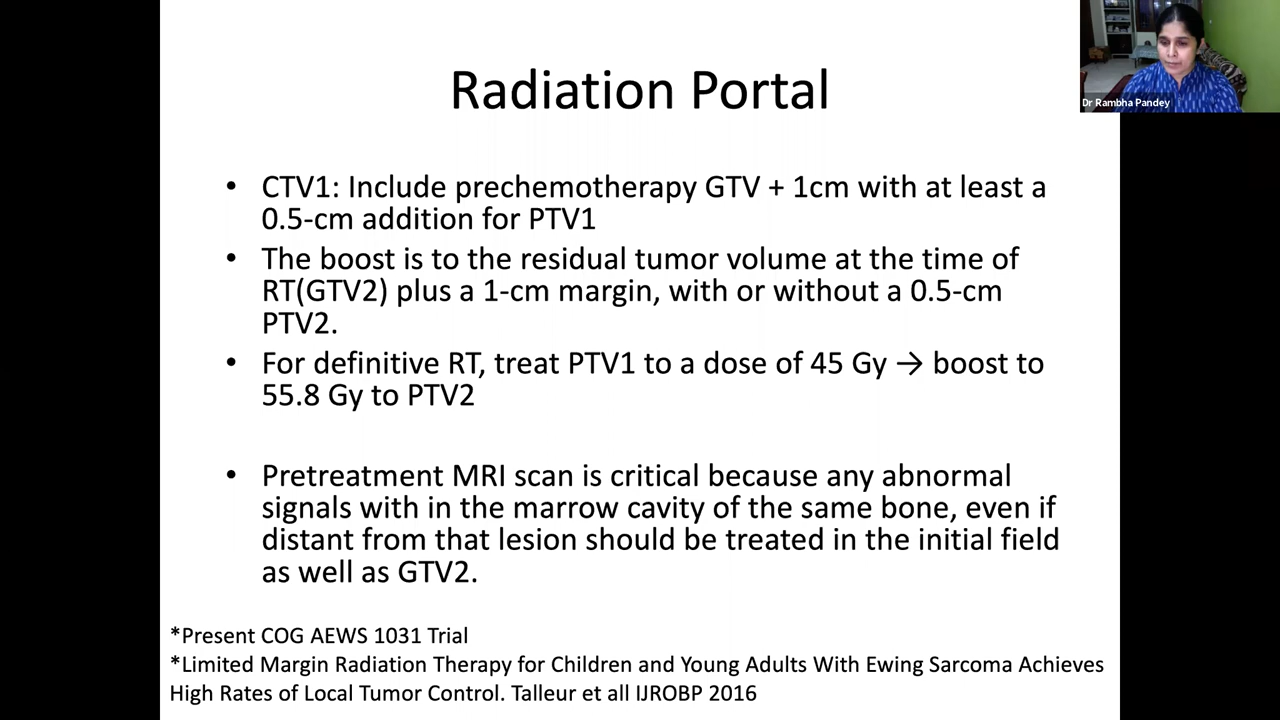 Radiation Portal
Dr Rambha Pandey
• CTV1: Include prechemotherapy GTV + 1cm with at least a
0.5-cm addition for PTV1
• The boost is to the residual tumor volume at the time of
RT(GTV2) plus a 1-cm margin, with or without a 0.5-cm
PTV2.
• For definitive RT, treat PTV1 to a dose of 45 Gy → boost to
55.8 Gy to PTV2
• Pretreatment MRI scan is critical because any abnormal
signals with in the marrow cavity of the same bone, even if
distant from that lesion should be treated in the initial field
as well as GTV2.
*Present COG AEWS 1031 Trial
*Limited Margin Radiation Therapy for Children and Young Adults With Ewing Sarcoma Achieves
High Rates of Local Tumor Control. Talleur et all IJROBP 2016